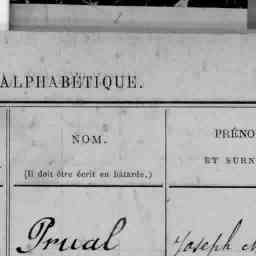 ALPHABÉTIQUE.
NOM.
(Il doit être écrit en bâtarde.)
PRÉNO
ET SURN
Prual
Joseph M